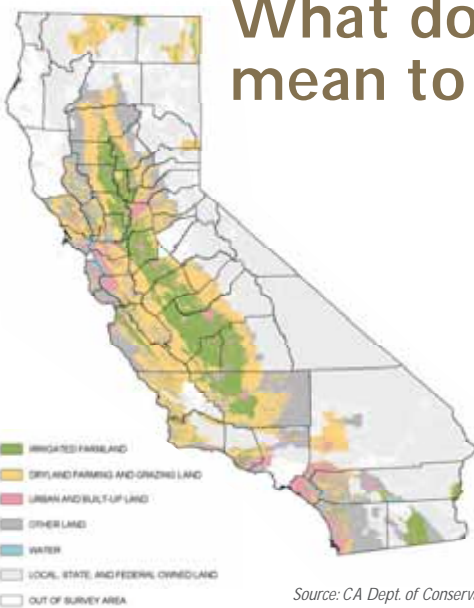 What do
mean to
IRRIGATED FARMLAND
DRYLAND FARMING AND GRAZING LAND
URBAN AND BUILT-UP LAND
OTHER LAND
WATER
LOCAL, STATE, AND FEDERAL OWNED LAND
OUT OF SURVEY AREA
Source: CA Dept. of Conserv